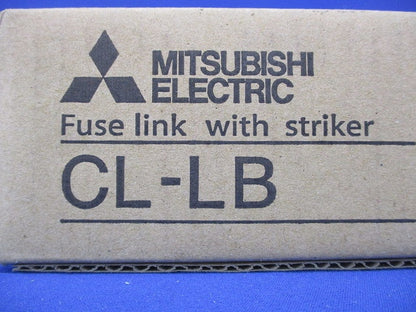 MITSUBISHI
ELECTRIC
Fuse link with striker
CL-LB